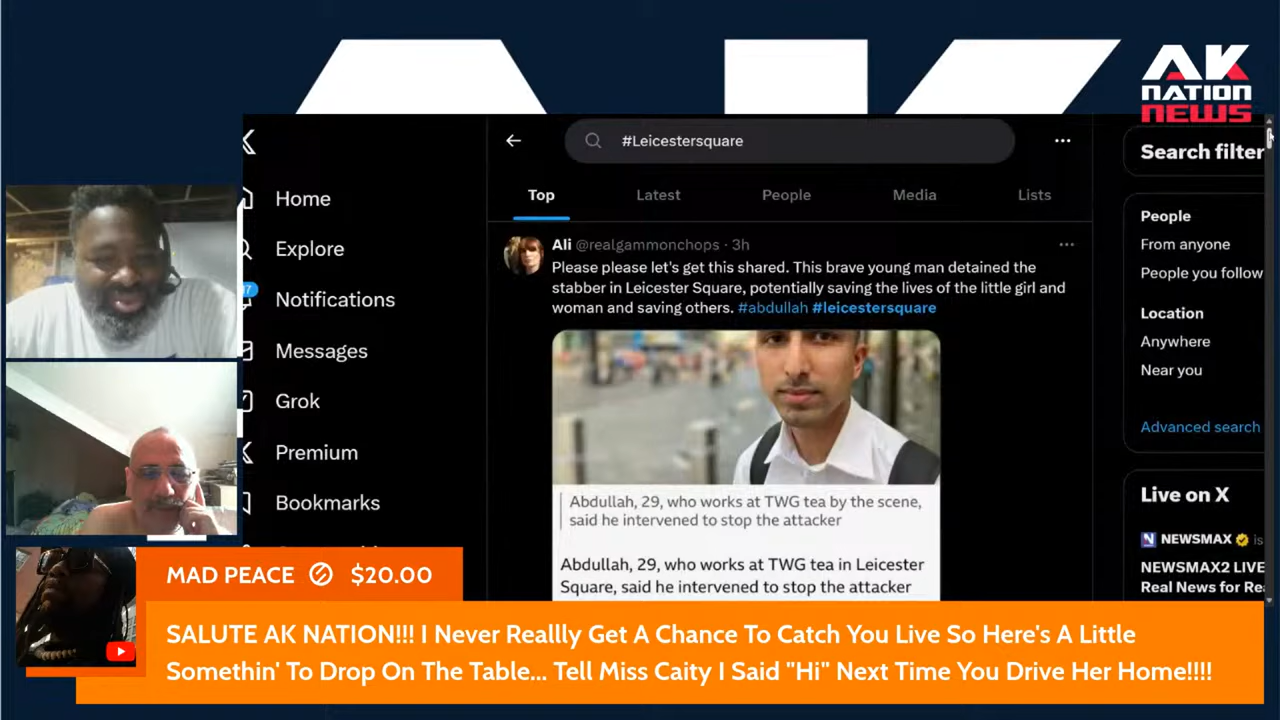 AK
NATION
NEWS
#Leicestersquare
Search filter
Home
Explore
Notifications
Messages
Grok
Premium
Bookmarks
Top
Latest
People
Media
Lists
Ali @realgammonchops · 3h
Please please let's get this shared. This brave young man detained the
stabber in Leicester Square, potentially saving the lives of the little girl and
woman and saving others. #abdullah #leicestersquare
Abdullah, 29, who works at TWG tea by the scene,
said he intervened to stop the attacker
Abdullah, 29, who works at TWG tea in Leicester
Square, said he intervened to stop the attacker
People
From anyone
People you follow
Location
Anywhere
Near you
Advanced search
Live on X
NEWSMAX is
NEWSMAX2 LIVE
Real News for Rea
MAD PEACE $20.00
SALUTE AK NATION!!! I Never Reallly Get A Chance To Catch You Live So Here's A Little
Somethin' To Drop On The Table... Tell Miss Caity I Said "Hi" Next Time You Drive Her Home!!!!